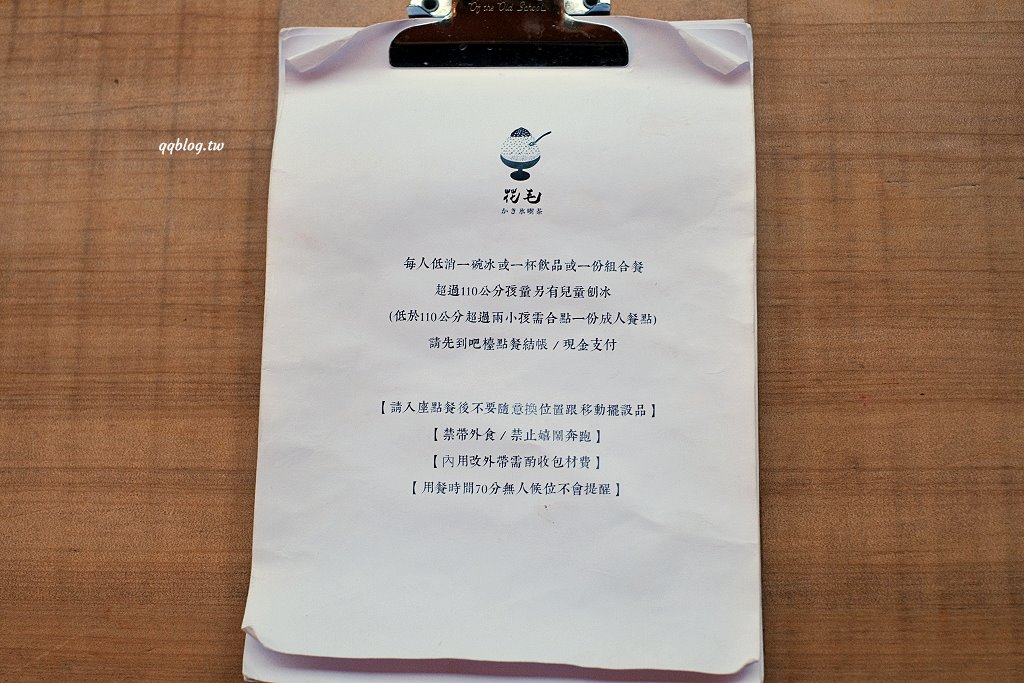 By the Old School
qqblog.tw
花毛
かき氷喫茶
每人低消一碗冰或一杯飲品或一份組合餐
超過110公分孩童另有兒童刨冰
(低於110公分超過兩小孩需合點一份成人餐點)
請先到吧檯點餐結帳 / 現金支付
【請入座點餐後不要隨意換位置跟移動擺設品】
【禁帶外食 / 禁止嬉鬧奔跑】
【內用改外帶需酌收包材費】
【用餐時間70分無人候位不會提醒】